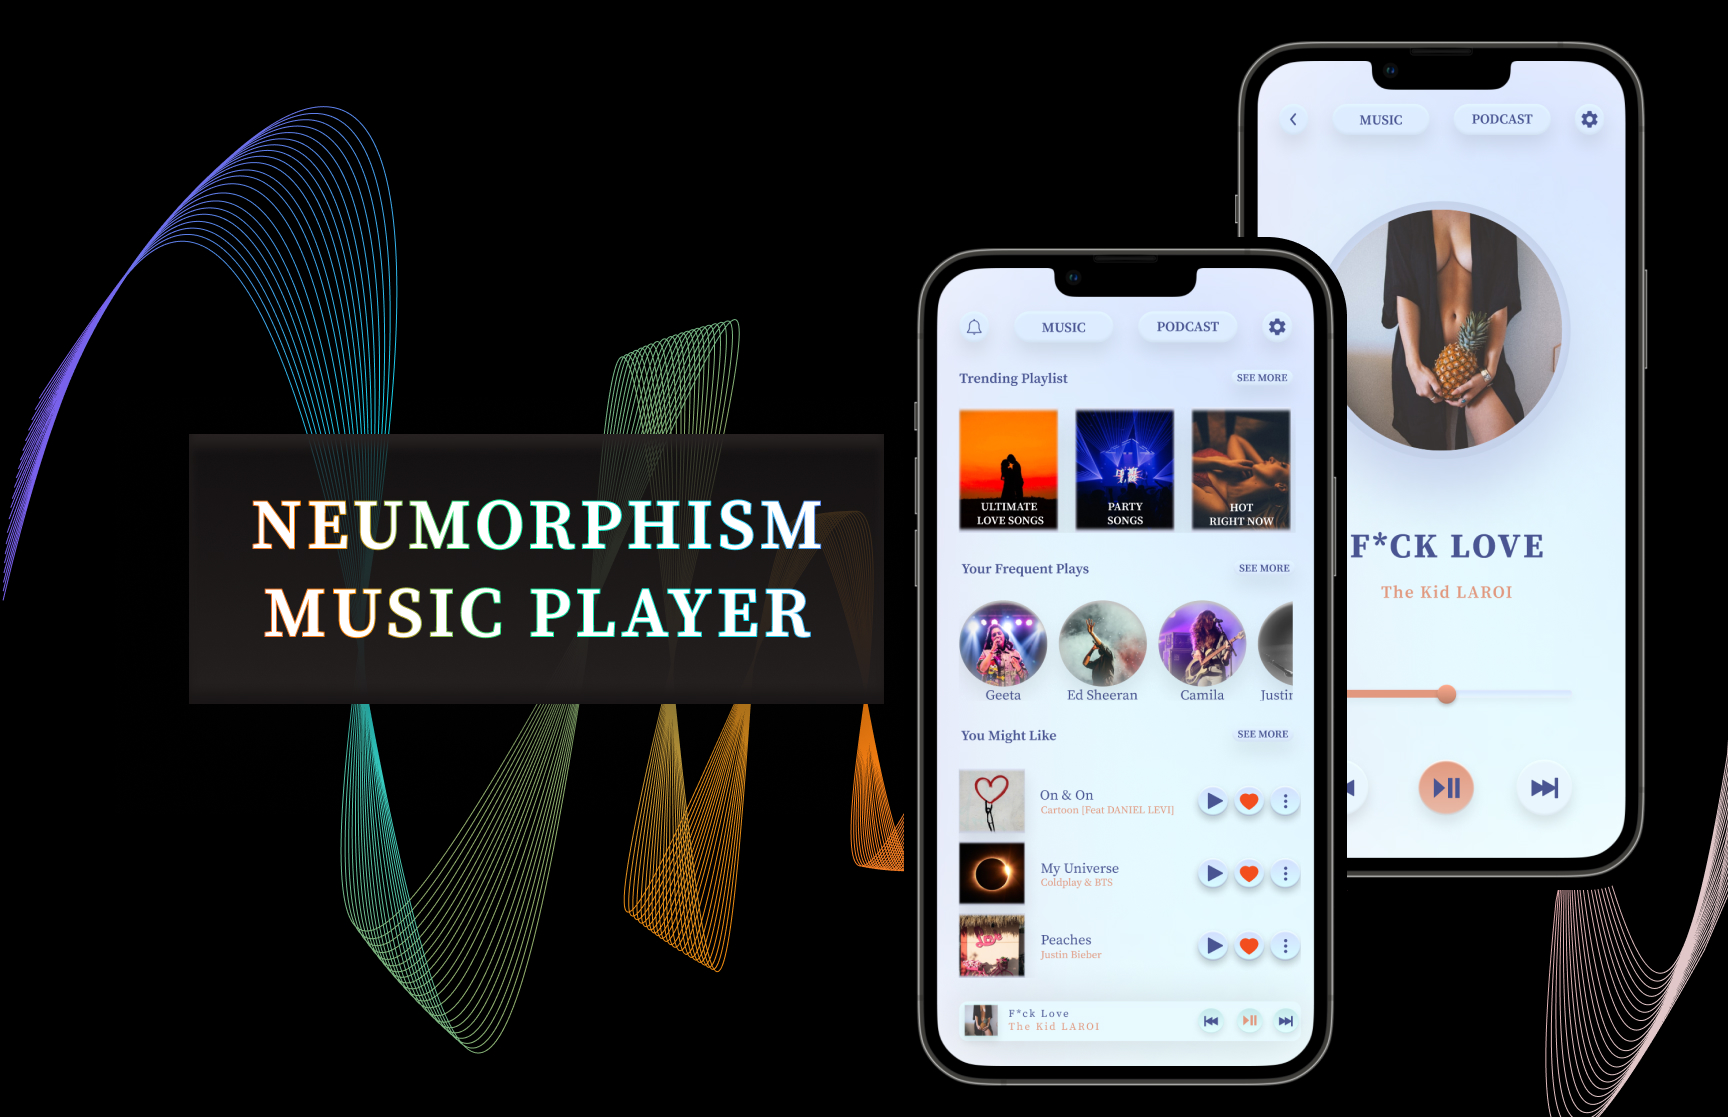 NEUMORPHISM
MUSIC PLAYER
MUSIC
PODCAST
Trending Playlist
SEE MORE
ULTIMATE
LOVE SONGS
PARTY
SONGS
HOT
RIGHT NOW
Your Frequent Plays
SEE MORE
Geeta
Ed Sheeran
Camila
Justin
You Might Like
SEE MORE
On & On
Cartoon [Feat DANIEL LEVI]
My Universe
Coldplay & BTS
Peaches
Justin Bieber
F*ck Love
The Kid LAROI
MUSIC
PODCAST
F*CK LOVE
The Kid LAROI